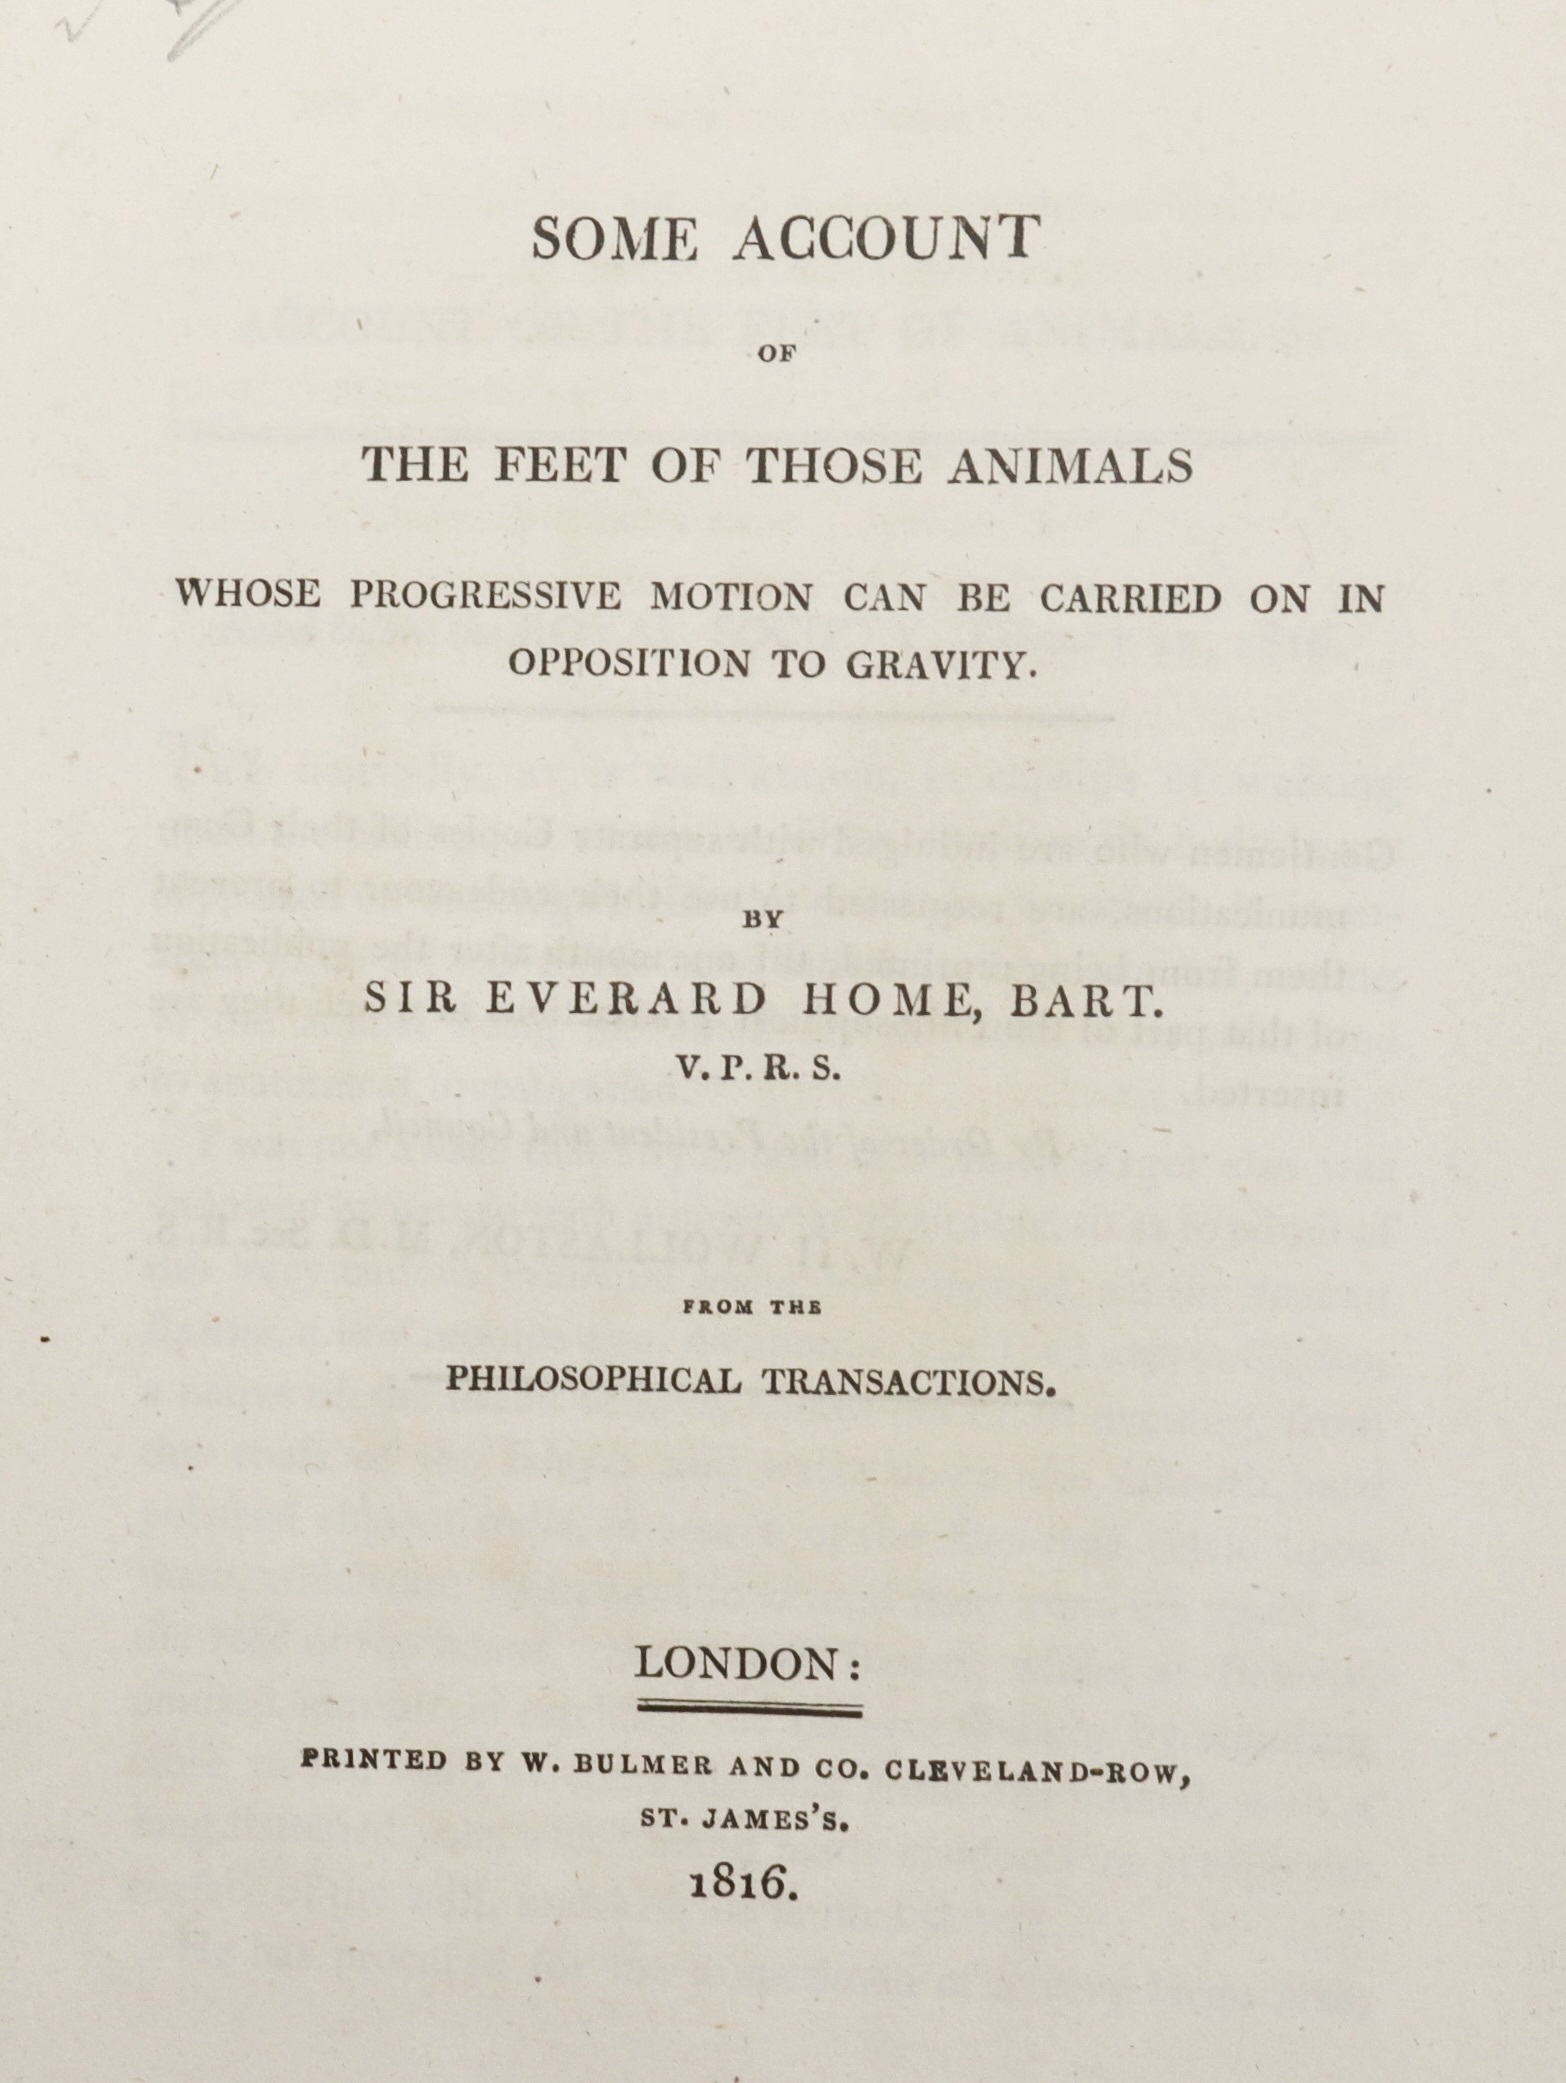 SOME ACCOUNT
OF
THE FEET OF THOSE ANIMALS
WHOSE PROGRESSIVE MOTION CAN BE CARRIED ON IN
OPPOSITION TO GRAVITY.
BY
SIR EVERARD HOME, BART.
V. P. R. S.
FROM THE
PHILOSOPHICAL TRANSACTIONS.
LONDON:
PRINTED BY W. BULMER AND CO. CLEVELAND-ROW,
ST. JAMES'S.
1816.